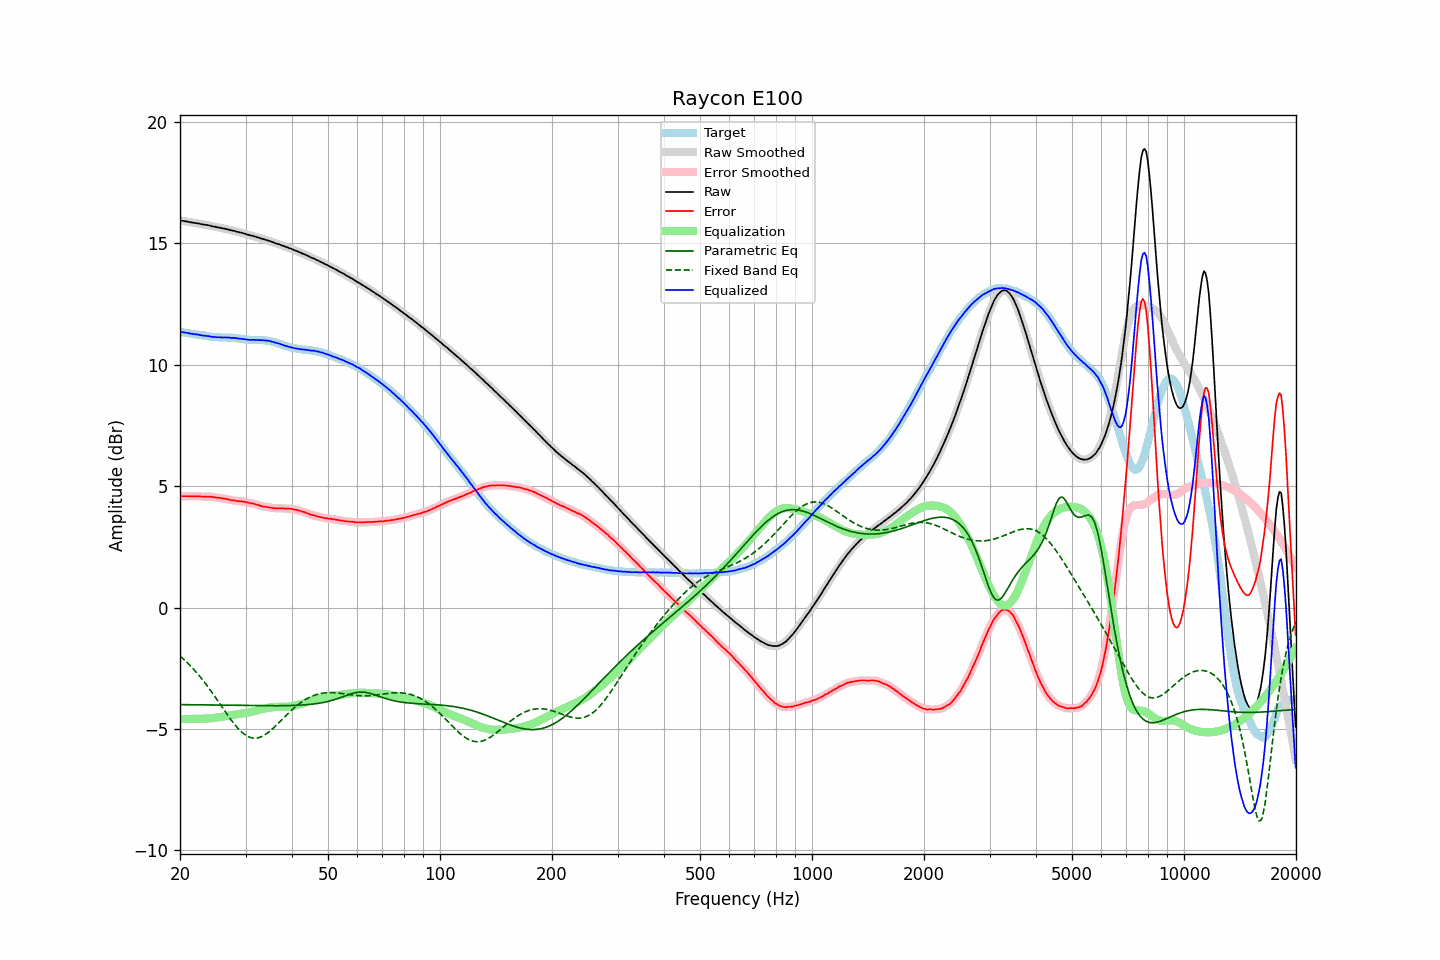 Raycon E100
Amplitude (dBr)
20
15
10
5
0
−5
−10
Target
Raw Smoothed
Error Smoothed
Raw
Error
Equalization
Parametric Eq
Fixed Band Eq
Equalized
20 50 100 200 500 1000 2000 5000 10000 20000
Frequency (Hz)